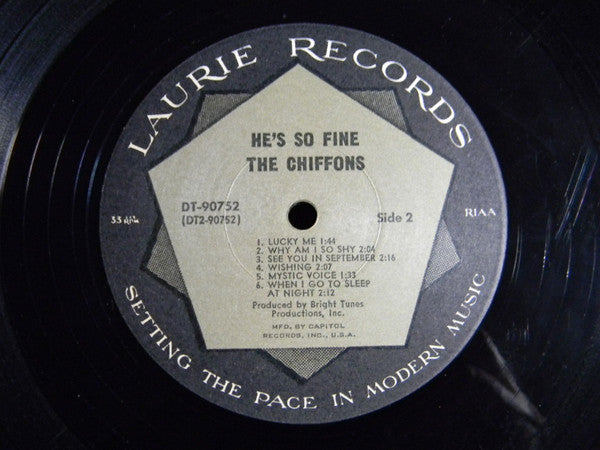 LAURIE RECORDS
HE'S SO FINE
THE CHIFFONS
DT-90752
(DT2-90752)
Side 2
33 1/3 RPM
RIAA
1. LUCKY ME 1:44
2. WHY AM I SO SHY 2:04
3. SEE YOU IN SEPTEMBER 2:16
4. WISHING 2:07
5. MYSTIC VOICE 1:33
6. WHEN I GO TO SLEEP
AT NIGHT 2:12
Produced by Bright Tunes
Productions, Inc.
MFD. BY CAPITOL
RECORDS, INC., U.S.A.
SETTING THE PACE IN MODERN MUSIC